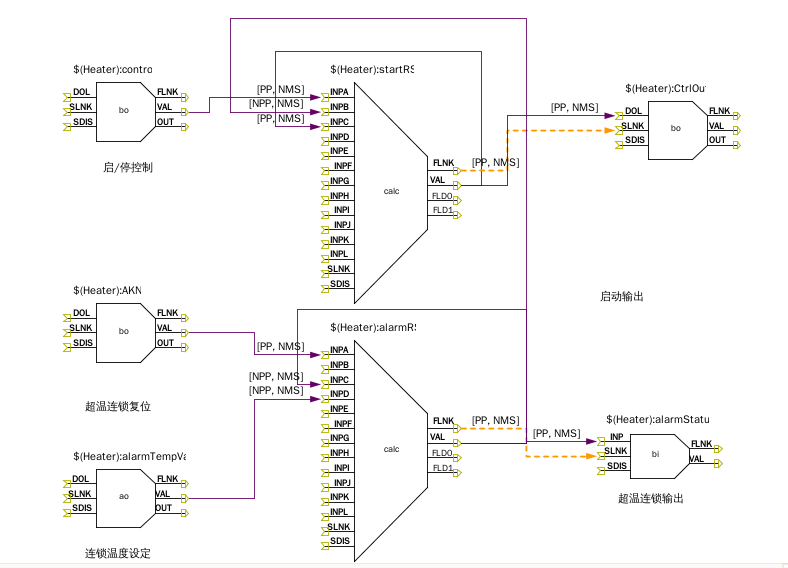 $(Heater):contro
DOL
SLNK
SDIS
bo
FLNK
VAL
OUT
启/停控制
[PP, NMS]
[NPP, NMS]
[PP, NMS]
$(Heater):startRS
INPA
INPB
INPC
INPD
INPE
INPF
INPG
INPH
INPI
INPJ
INPK
INPL
SLNK
SDIS
calc
FLNK
VAL
FLD0
FLD1
[PP, NMS]
[PP, NMS]
$(Heater):CtrlOu
DOL
SLNK
SDIS
bo
FLNK
VAL
OUT
启动输出
$(Heater):AKN
DOL
SLNK
SDIS
bo
FLNK
VAL
OUT
超温连锁复位
[PP, NMS]
[NPP, NMS]
[NPP, NMS]
$(Heater):alarmRS
INPA
INPB
INPC
INPD
INPE
INPF
INPG
INPH
INPI
INPJ
INPK
INPL
SLNK
SDIS
calc
FLNK
VAL
FLD0
FLD1
[PP, NMS]
[PP, NMS]
$(Heater):alarmStatu
INP
SLNK
SDIS
bi
FLNK
VAL
超温连锁输出
$(Heater):alarmTempVa
DOL
SLNK
SDIS
ao
FLNK
VAL
OUT
连锁温度设定